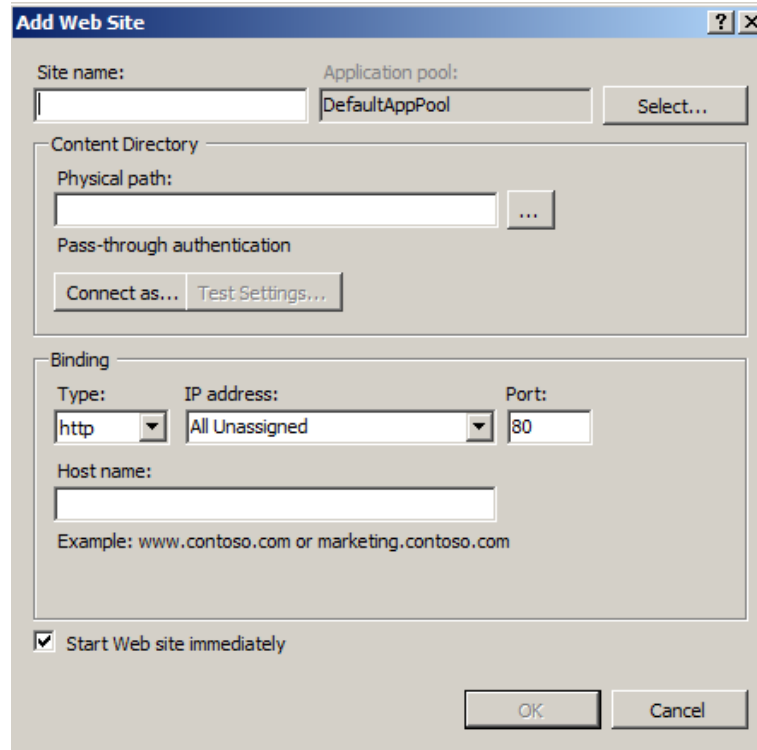 Add Web Site
Site name: Application pool:
DefaultAppPool Select...
Content Directory
Physical path:
...
Pass-through authentication
Connect as... Test Settings...
Binding
Type: IP address: Port:
http All Unassigned 80
Host name:
Example: www.contoso.com or marketing.contoso.com
Start Web site immediately
OK Cancel